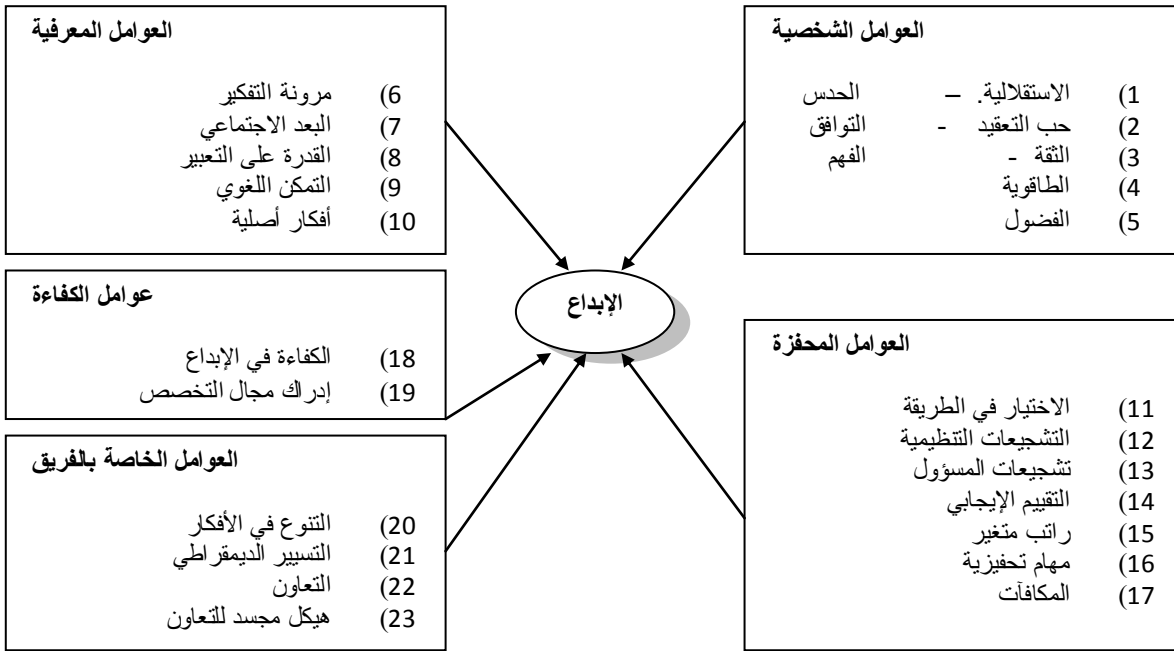 العوامل الشخصية
1) الاستقلالية. – الحدس
2) حب التعقيد - التوافق
3) الثقة - الفهم
4) الطاقوية
5) الفضول
العوامل المعرفية
6) مرونة التفكير
7) البعد الاجتماعي
8) القدرة على التعبير
9) التمكن اللغوي
10) أفكار أصلية
الإبداع
العوامل المحفزة
11) الاختيار في الطريقة
12) التشجيعات التنظيمية
13) تشجيعات المسؤول
14) التقييم الإيجابي
15) راتب متغير
16) مهام تحفيزية
17) المكافآت
عوامل الكفاءة
18) الكفاءة في الإبداع
19) إدراك مجال التخصص
العوامل الخاصة بالفريق
20) التنوع في الأفكار
21) التسيير الديمقراطي
22) التعاون
23) هيكل مجسد للتعاون